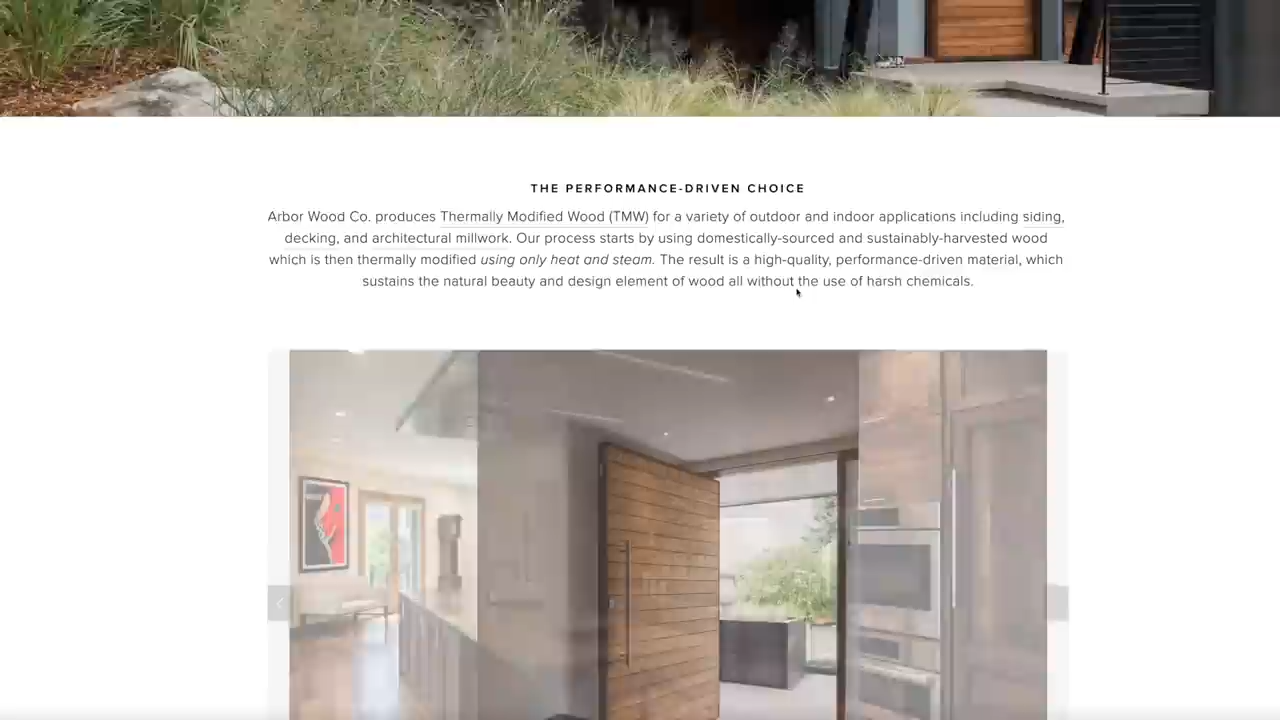 THE PERFORMANCE-DRIVEN CHOICE
Arbor Wood Co. produces Thermally Modified Wood (TMW) for a variety of outdoor and indoor applications including siding,
decking, and architectural millwork. Our process starts by using domestically-sourced and sustainably-harvested wood
which is then thermally modified using only heat and steam. The result is a high-quality, performance-driven material, which
sustains the natural beauty and design element of wood all without the use of harsh chemicals.